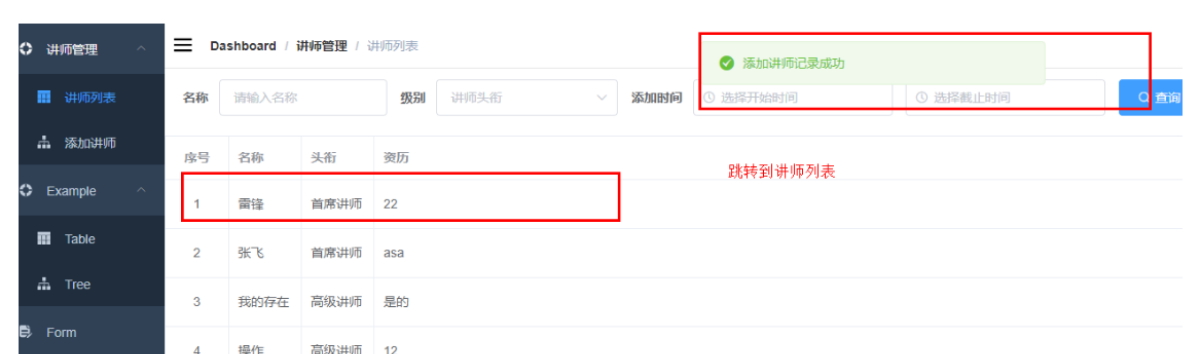 讲师管理
Dashboard / 讲师管理 / 讲师列表
添加讲师记录成功
讲师列表
名称 请输入名称 级别 讲师头衔 添加时间 选择开始时间 选择截止时间 查询
添加讲师
序号 名称 头衔 资历
跳转到讲师列表
Example
1 雷锋 首席讲师 22
Table
2 张飞 首席讲师 asa
Tree
3 我的存在 高级讲师 是的
Form
4 操作 高级讲师 12